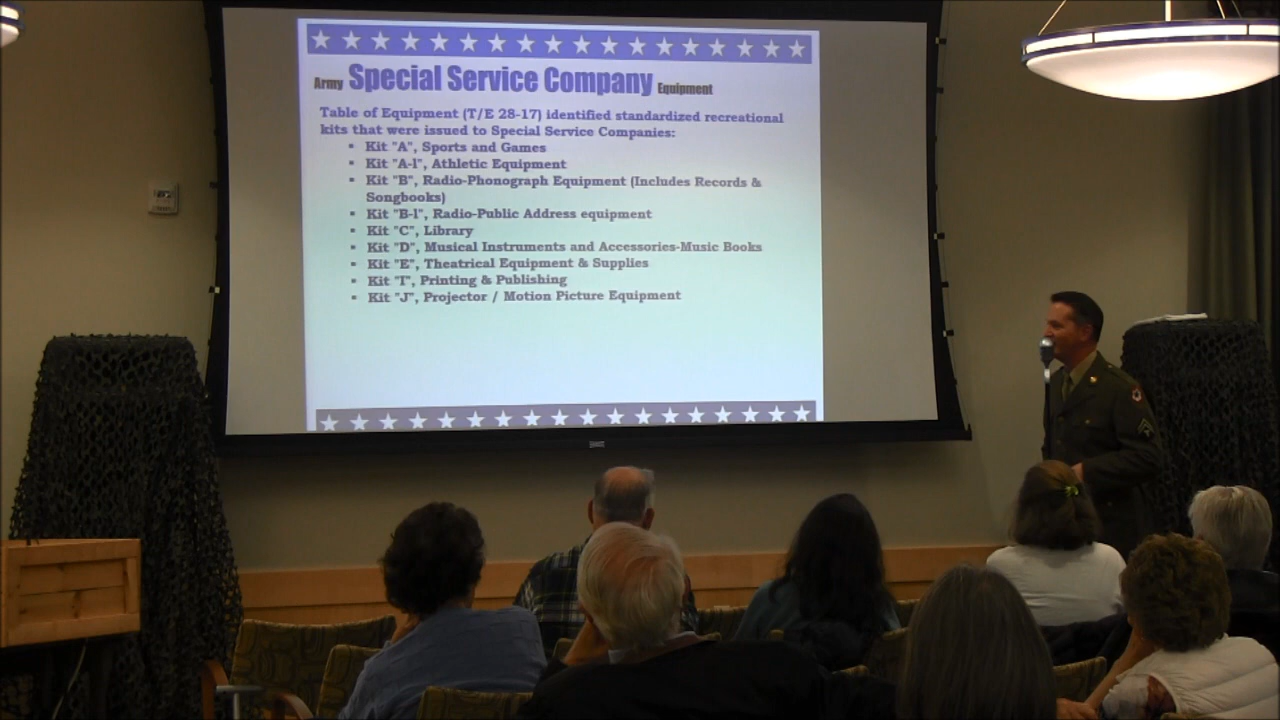 Army Special Service Company Equipment
Table of Equipment (T/E 28-17) identified standardized recreational
kits that were issued to Special Service Companies:
▪ Kit "A", Sports and Games
▪ Kit "A-l", Athletic Equipment
▪ Kit "B", Radio-Phonograph Equipment (Includes Records &
Songbooks)
▪ Kit "B-l", Radio-Public Address equipment
▪ Kit "C", Library
▪ Kit "D", Musical Instruments and Accessories-Music Books
▪ Kit "E", Theatrical Equipment & Supplies
▪ Kit "I", Printing & Publishing
▪ Kit "J", Projector / Motion Picture Equipment